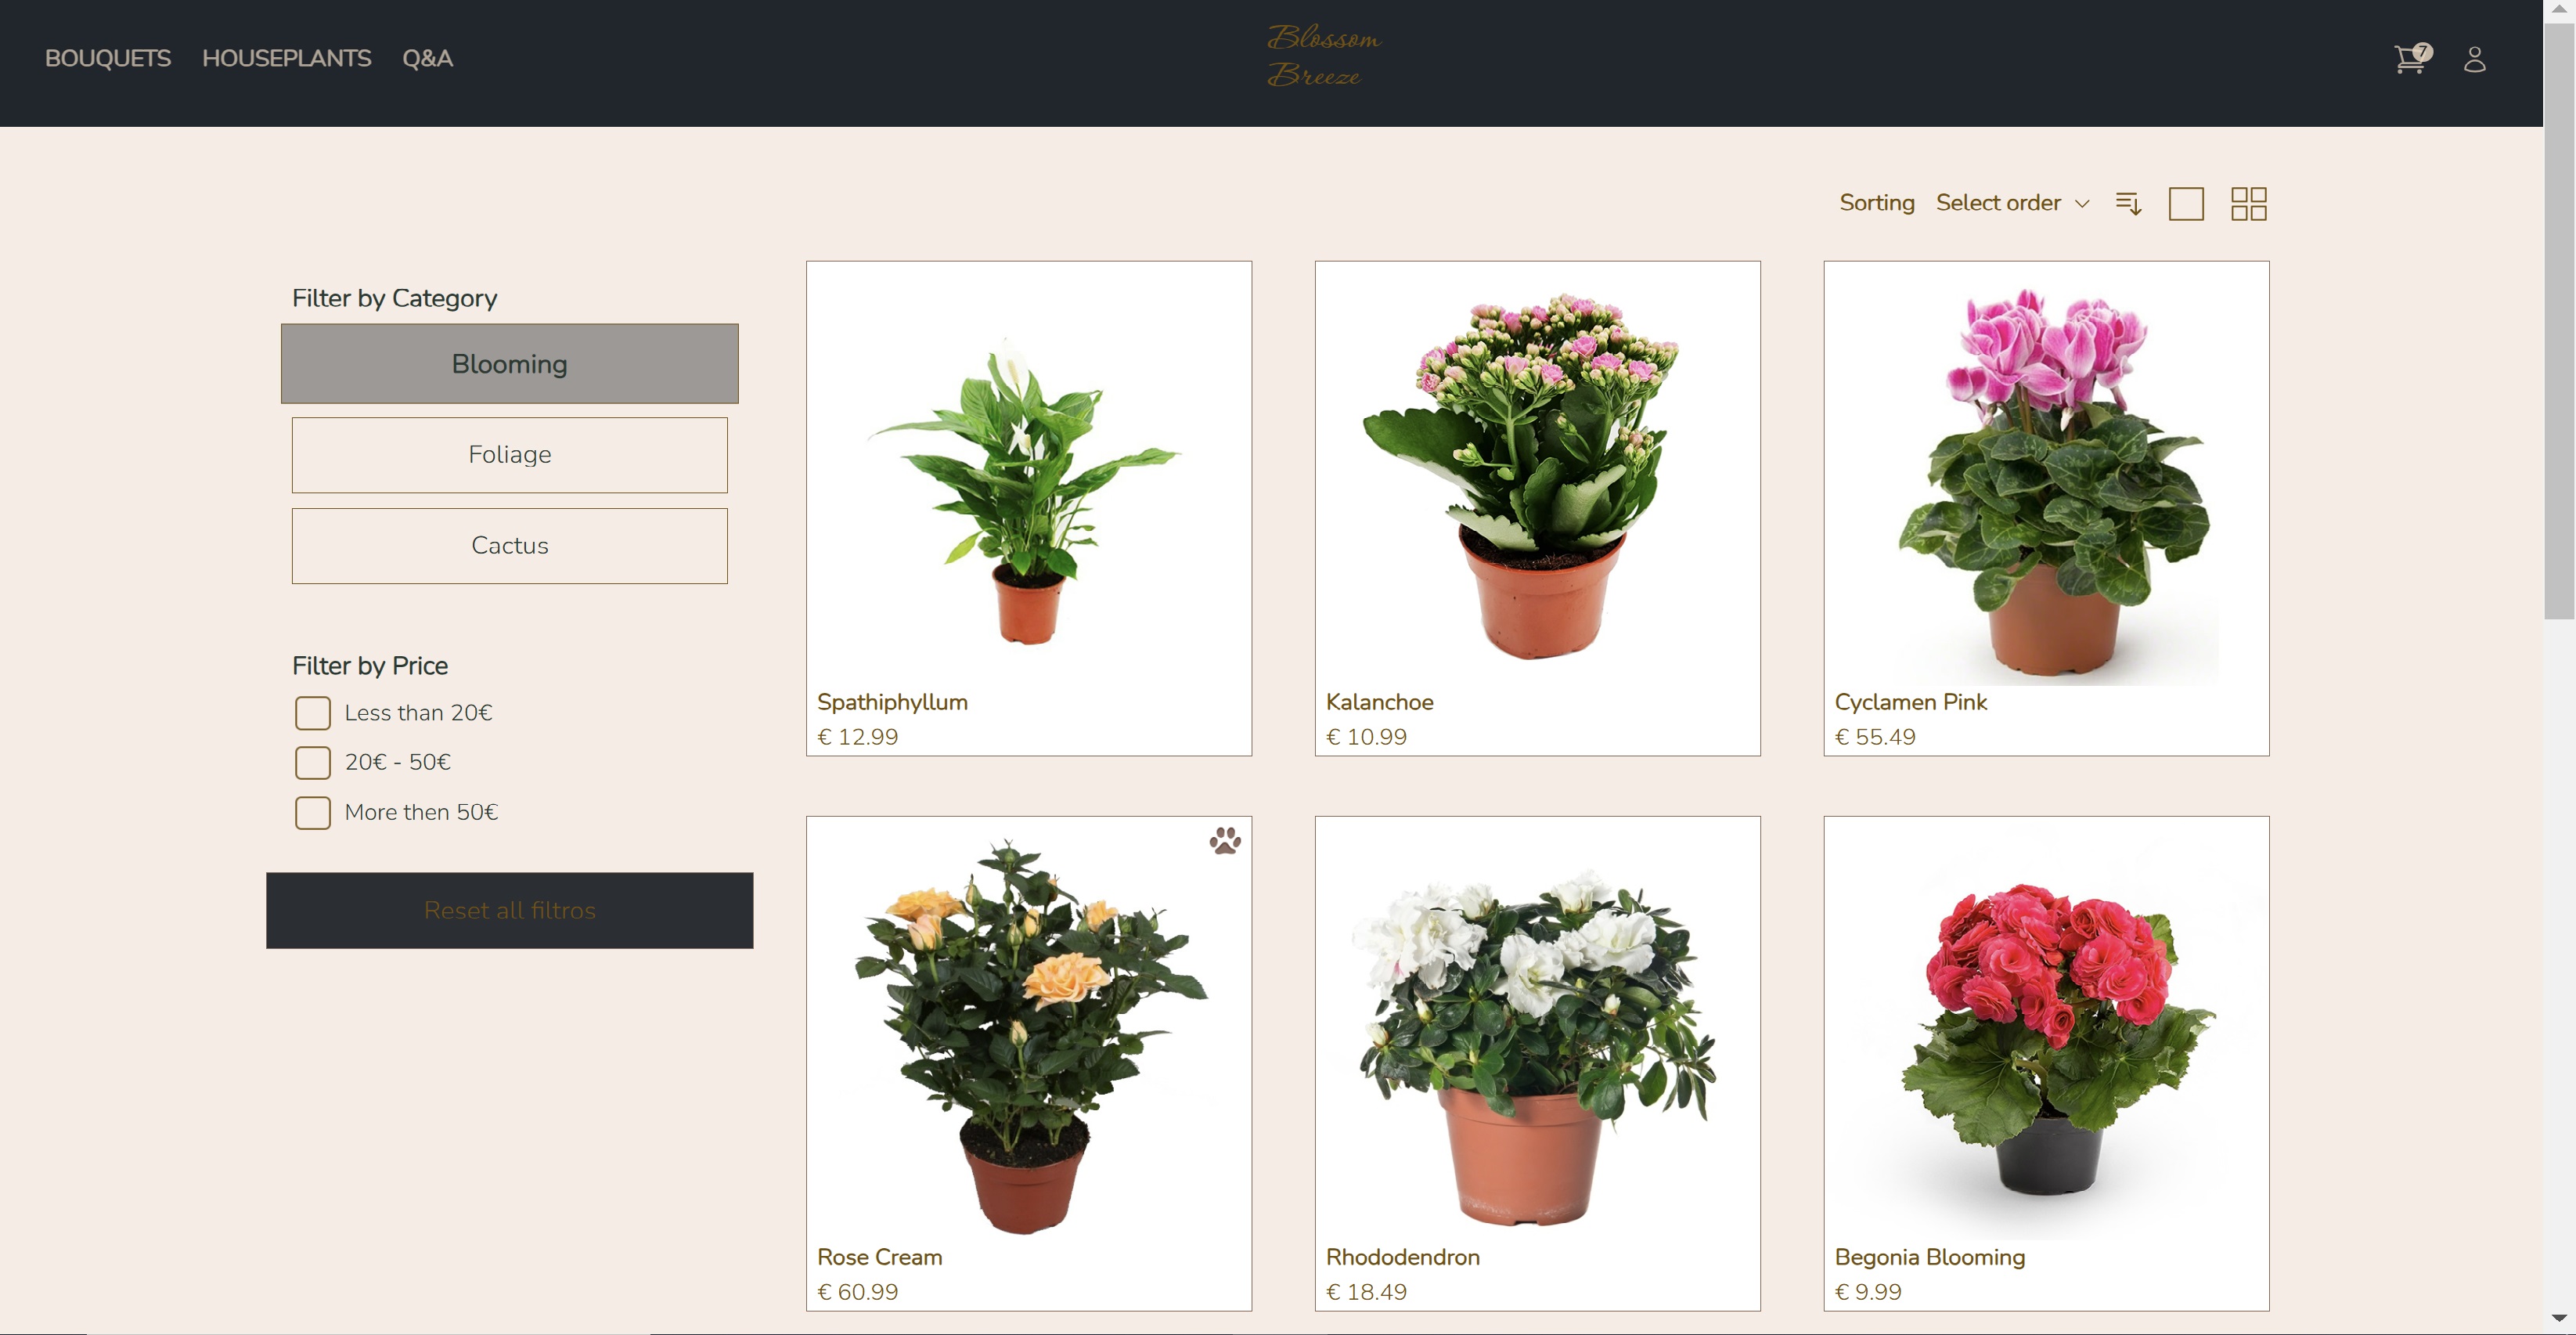 BOUQUETS HOUSEPLANTS Q&A
Blossom
Breeze
7
Sorting Select order
Filter by Category
Blooming
Foliage
Cactus
Filter by Price
Less than 20€
20€ - 50€
More then 50€
Reset all filtros
Spathiphyllum
€ 12.99
Kalanchoe
€ 10.99
Cyclamen Pink
€ 55.49
Rose Cream
€ 60.99
Rhododendron
€ 18.49
Begonia Blooming
€ 9.99